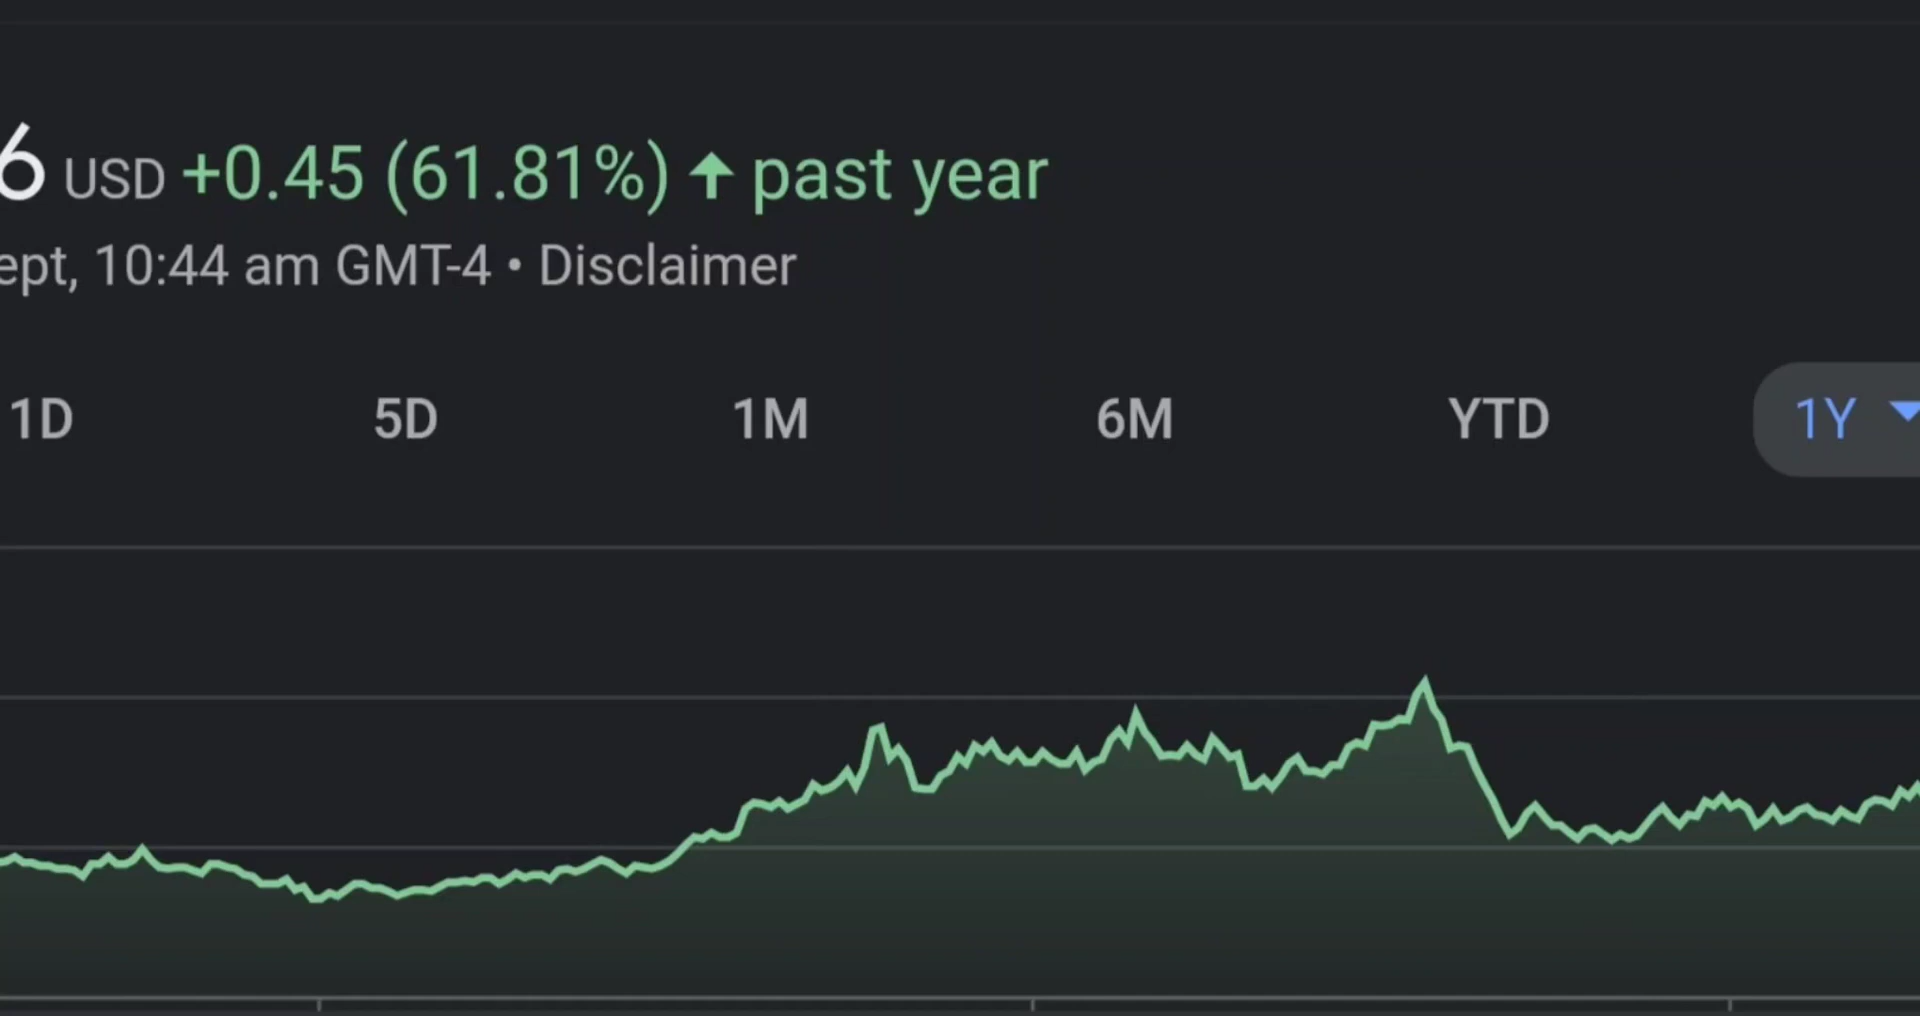 6 USD +0.45 (61.81%) ↑ past year
ept, 10:44 am GMT-4 • Disclaimer
1D 5D 1M 6M YTD 1Y